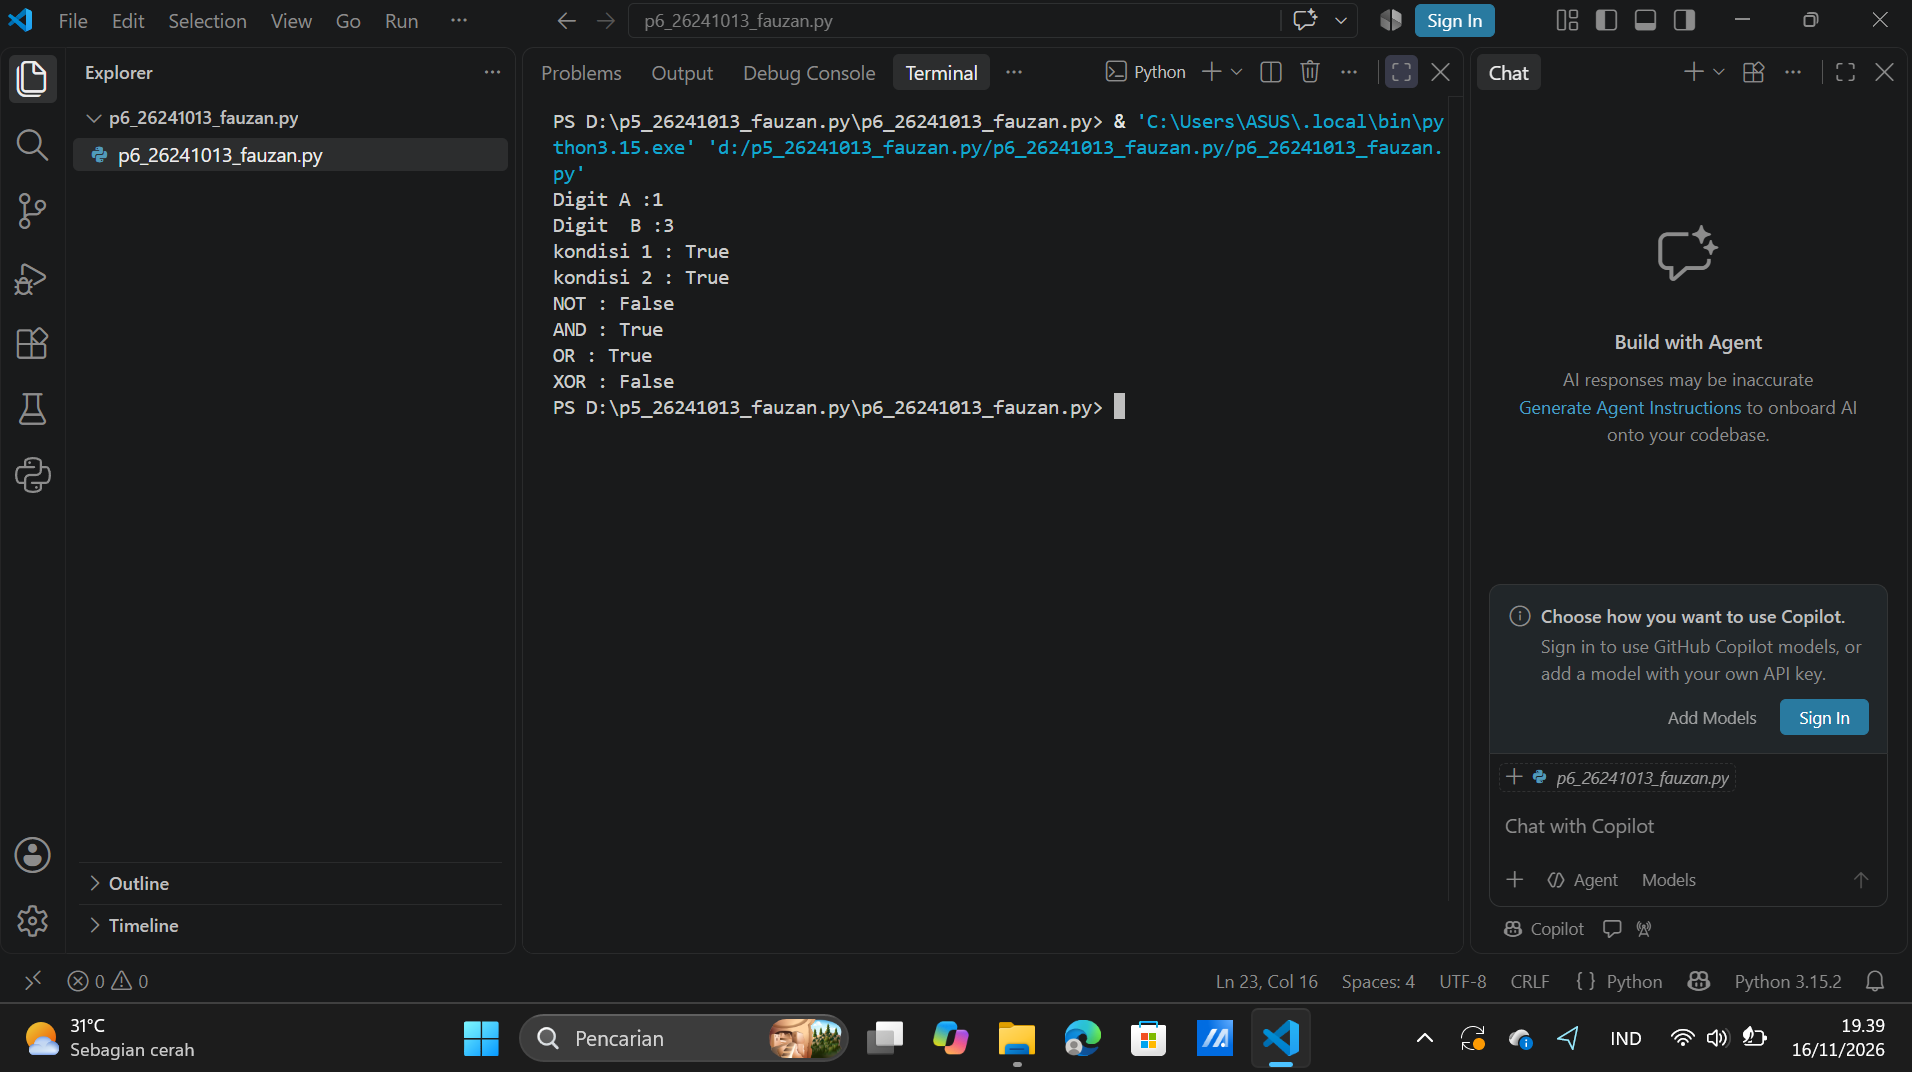 File Edit Selection View Go Run ···
p6_26241013_fauzan.py
Sign In
Explorer
p6_26241013_fauzan.py
p6_26241013_fauzan.py
Outline
Timeline
Problems Output Debug Console Terminal ···
Python
PS D:\p5_26241013_fauzan.py\p6_26241013_fauzan.py> & 'C:\Users\ASUS\.local\bin\py
thon3.15.exe' 'd:/p5_26241013_fauzan.py/p6_26241013_fauzan.py/p6_26241013_fauzan.
py'
Digit A :1
Digit  B :3
kondisi 1 : True
kondisi 2 : True
NOT : False
AND : True
OR : True
XOR : False
PS D:\p5_26241013_fauzan.py\p6_26241013_fauzan.py>
Chat
Build with Agent
AI responses may be inaccurate
Generate Agent Instructions to onboard AI
onto your codebase.
Choose how you want to use Copilot.
Sign in to use GitHub Copilot models, or
add a model with your own API key.
Add Models Sign In
p6_26241013_fauzan.py
Chat with Copilot
Agent Models
Copilot
0 0
Ln 23, Col 16 Spaces: 4 UTF-8 CRLF {} Python Python 3.15.2
31°C
Sebagian cerah
Pencarian
IND
19.39
16/11/2026